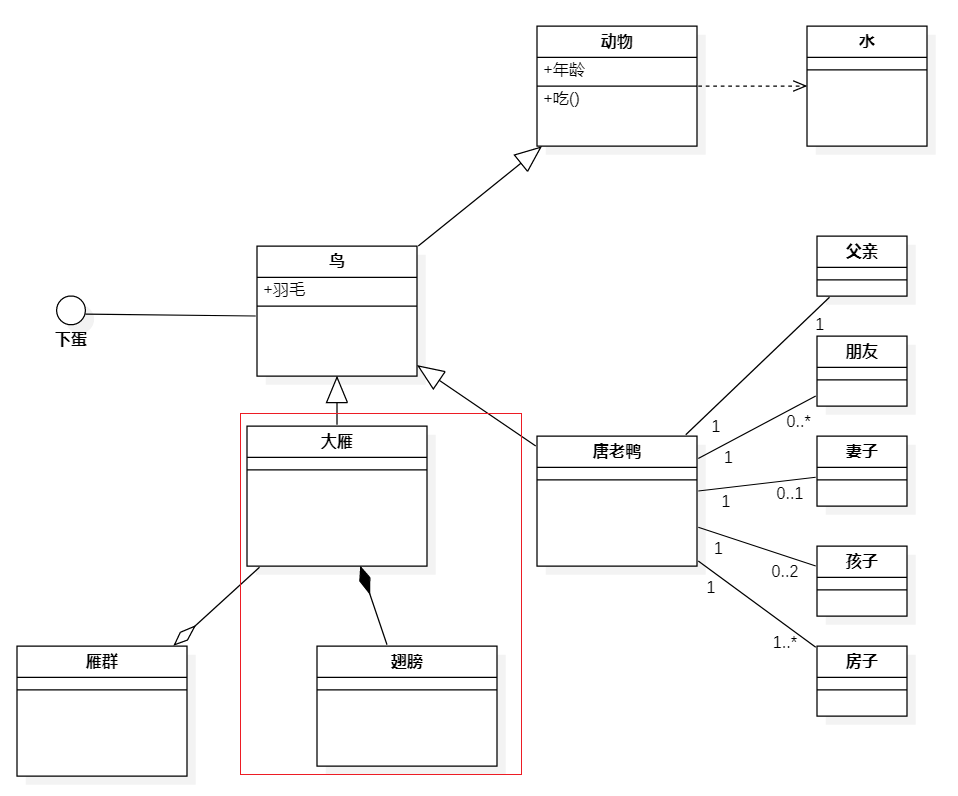 动物
+年龄
+吃()
水
鸟
+羽毛
下蛋
父亲
1
1
朋友
0..*
1
大雁
唐老鸭
妻子
0..1
1
孩子
0..2
1
房子
1..*
1
雁群
翅膀